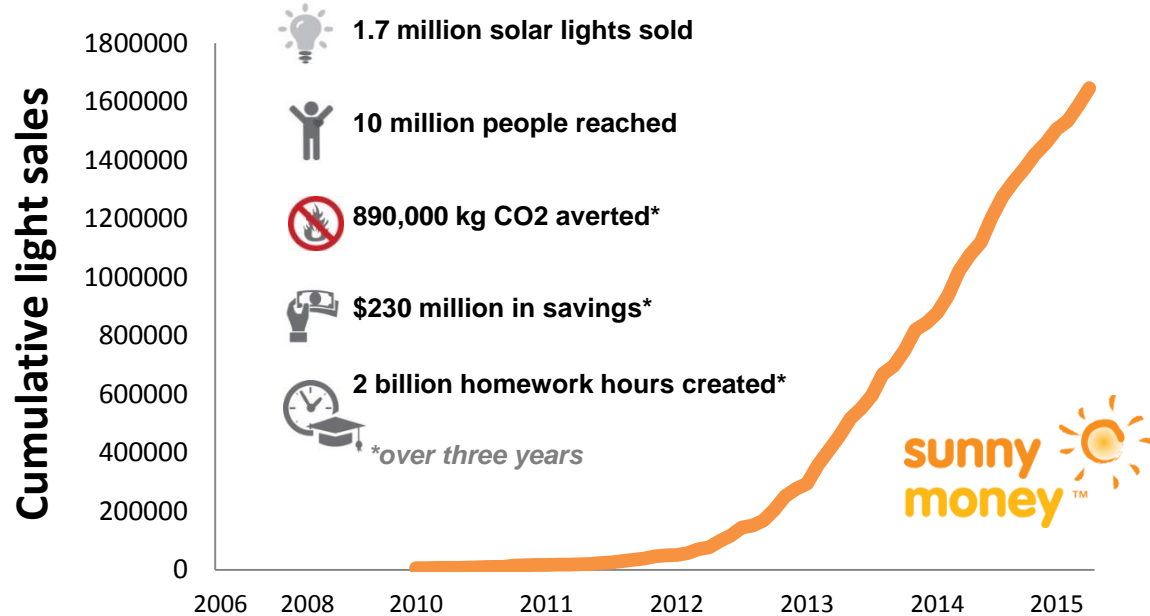 1.7 million solar lights sold
10 million people reached
890,000 kg CO2 averted*
$230 million in savings*
2 billion homework hours created*
*over three years
Cumulative light sales
1800000
1600000
1400000
1200000
1000000
800000
600000
400000
200000
0
2006 2008 2010 2011 2012 2013 2014 2015
sunny
money™